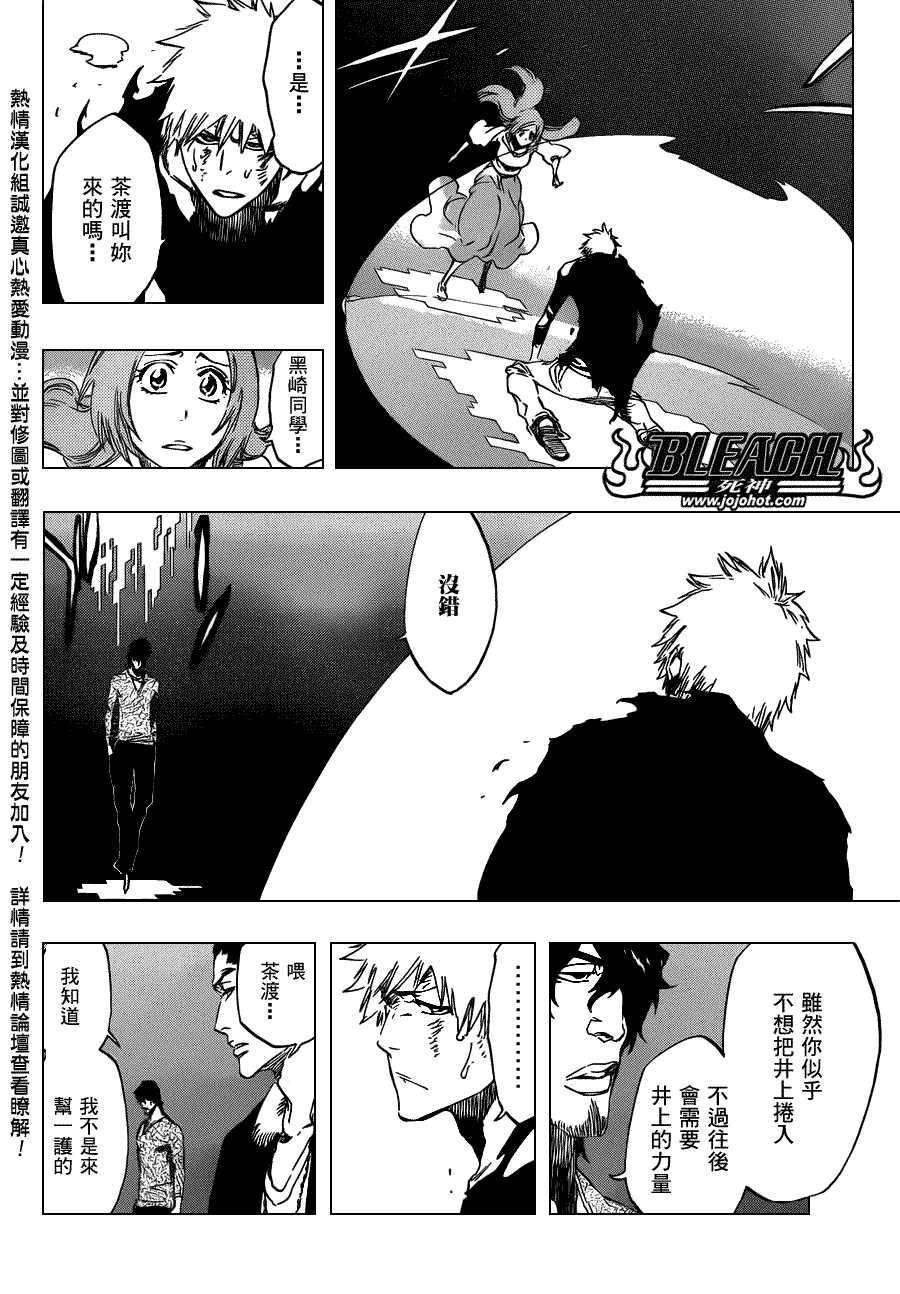 黑崎同學…
…是…
茶渡叫妳
來的嗎…
BLEACH
死神
www.jojohot.com
沒錯
雖然你似乎
不想把井上捲入
不過往後
會需要
井上的力量
………
喂
茶渡…
我知道
我不是來
幫一護的
熱情漢化組誠邀真心熱愛動漫…並對修圖或翻譯有一定經驗及時間保障的朋友加入！ 詳情請到熱情論壇查看瞭解！